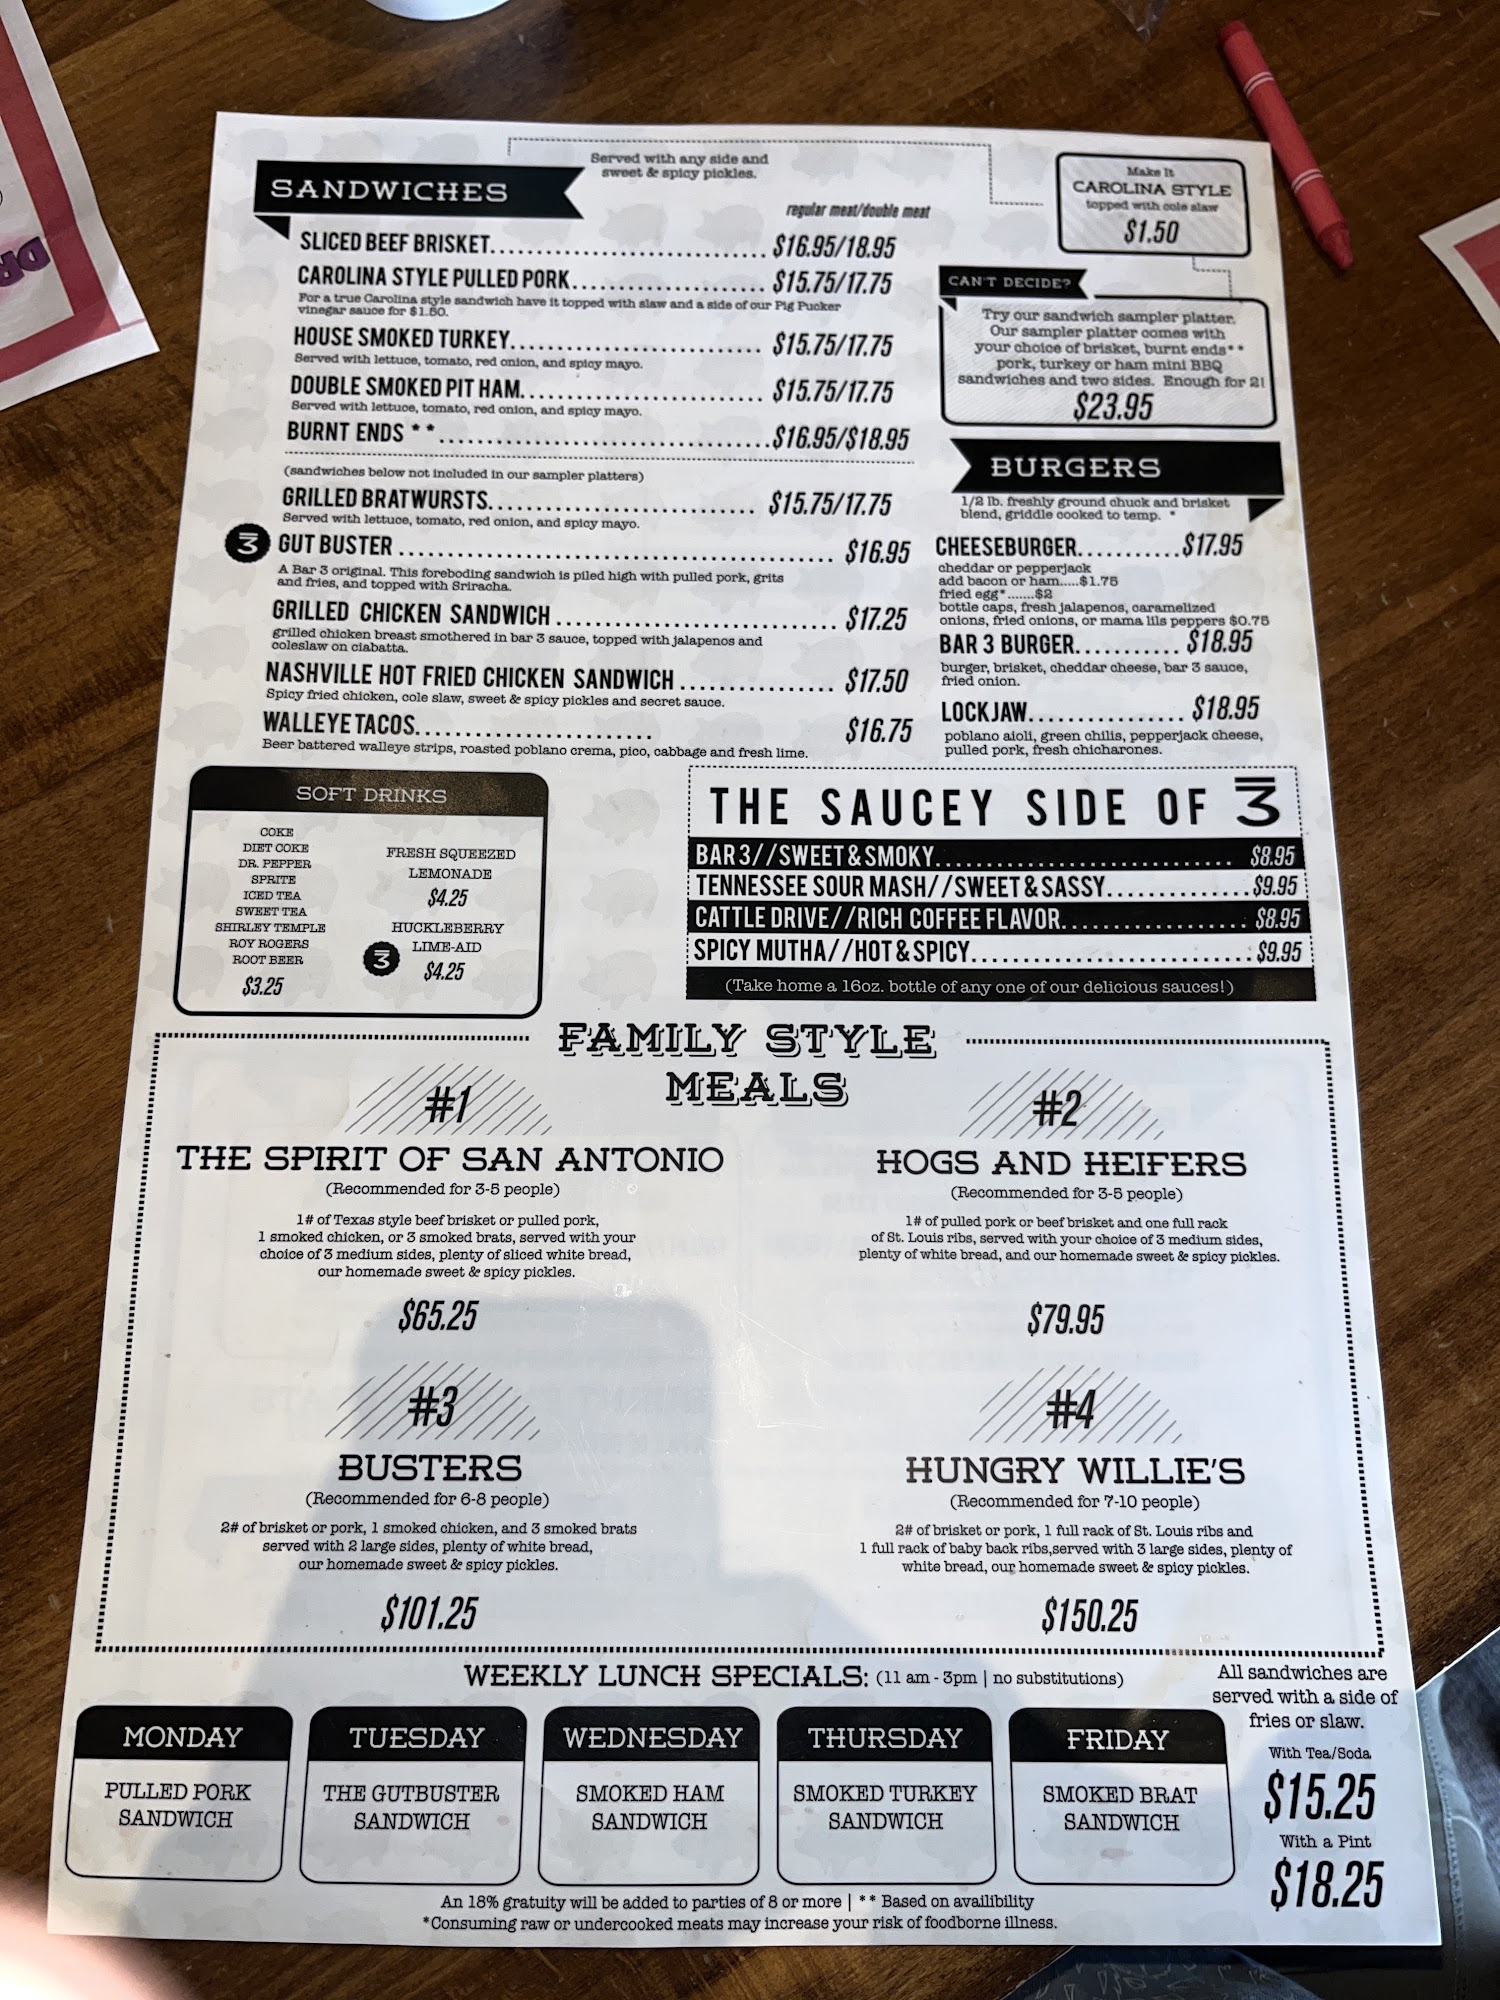 SANDWICHES
Served with any side and
sweet & spicy pickles.
regular meat/double meat
SLICED BEEF BRISKET.............................. $16.95/18.95
CAROLINA STYLE PULLED PORK..................... $15.75/17.75
For a true Carolina style sandwich have it topped with slaw and a side of our Pig Pucker
vinegar sauce for $1.50.
HOUSE SMOKED TURKEY............................. $15.75/17.75
Served with lettuce, tomato, red onion, and spicy mayo.
DOUBLE SMOKED PIT HAM........................... $15.75/17.75
Served with lettuce, tomato, red onion, and spicy mayo.
BURNT ENDS **...................................$16.95/$18.95
(sandwiches below not included in our sampler platters)
GRILLED BRATWURSTS............................. $15.75/17.75
Served with lettuce, tomato, red onion, and spicy mayo.
3 GUT BUSTER ............................................. $16.95
A Bar 3 original. This foreboding sandwich is piled high with pulled pork, grits
and fries, and topped with Sriracha.
GRILLED CHICKEN SANDWICH ............................. $17.25
grilled chicken breast smothered in bar 3 sauce, topped with jalapenos and
coleslaw on ciabatta.
NASHVILLE HOT FRIED CHICKEN SANDWICH ................ $17.50
Spicy fried chicken, cole slaw, sweet & spicy pickles and secret sauce.
WALLEYE TACOS........................ $16.75
Beer battered walleye strips, roasted poblano crema, pico, cabbage and fresh lime.
Make It
CAROLINA STYLE
topped with cole slaw
$1.50
CAN'T DECIDE?
Try our sandwich sampler platter.
Our sampler platter comes with
your choice of brisket, burnt ends**
pork, turkey or ham mini BBQ
sandwiches and two sides. Enough for 2!
$23.95
BURGERS
1/2 lb. freshly ground chuck and brisket
blend, griddle cooked to temp. *
CHEESEBURGER...........$17.95
cheddar or pepperjack
add bacon or ham.....$1.75
fried egg*.......$2
bottle caps, fresh jalapenos, caramelized
onions, fried onions, or mama lils peppers $0.75
BAR 3 BURGER........... $18.95
burger, brisket, cheddar cheese, bar 3 sauce,
fried onion.
LOCKJAW................. $18.95
poblano aioli, green chilis, pepperjack cheese,
pulled pork, fresh chicharones.
SOFT DRINKS
COKE
DIET COKE
DR. PEPPER
SPRITE
ICED TEA
SWEET TEA
SHIRLEY TEMPLE
ROY ROGERS
ROOT BEER
$3.25
FRESH SQUEEZED
LEMONADE
$4.25
HUCKLEBERRY
3 LIME-AID
$4.25
THE SAUCEY SIDE OF 3
BAR 3//SWEET & SMOKY............................... $8.95
TENNESSEE SOUR MASH//SWEET & SASSY..............$9.95
CATTLE DRIVE//RICH COFFEE FLAVOR................... $8.95
SPICY MUTHA//HOT & SPICY............................$9.95
(Take home a 16oz. bottle of any one of our delicious sauces!)
FAMILY STYLE
MEALS
#1
THE SPIRIT OF SAN ANTONIO
(Recommended for 3-5 people)
1# of Texas style beef brisket or pulled pork,
1 smoked chicken, or 3 smoked brats, served with your
choice of 3 medium sides, plenty of sliced white bread,
our homemade sweet & spicy pickles.
$65.25
#2
HOGS AND HEIFERS
(Recommended for 3-5 people)
1# of pulled pork or beef brisket and one full rack
of St. Louis ribs, served with your choice of 3 medium sides,
plenty of white bread, and our homemade sweet & spicy pickles.
$79.95
#3
BUSTERS
(Recommended for 6-8 people)
2# of brisket or pork, 1 smoked chicken, and 3 smoked brats
served with 2 large sides, plenty of white bread,
our homemade sweet & spicy pickles.
$101.25
#4
HUNGRY WILLIE'S
(Recommended for 7-10 people)
2# of brisket or pork, 1 full rack of St. Louis ribs and
1 full rack of baby back ribs,served with 3 large sides, plenty of
white bread, our homemade sweet & spicy pickles.
$150.25
WEEKLY LUNCH SPECIALS: (11 am - 3pm | no substitutions)
MONDAY
PULLED PORK
SANDWICH
TUESDAY
THE GUTBUSTER
SANDWICH
WEDNESDAY
SMOKED HAM
SANDWICH
THURSDAY
SMOKED TURKEY
SANDWICH
FRIDAY
SMOKED BRAT
SANDWICH
All sandwiches are
served with a side of
fries or slaw.
With Tea/Soda
$15.25
With a Pint
$18.25
An 18% gratuity will be added to parties of 8 or more | ** Based on availibility
*Consuming raw or undercooked meats may increase your risk of foodborne illness.